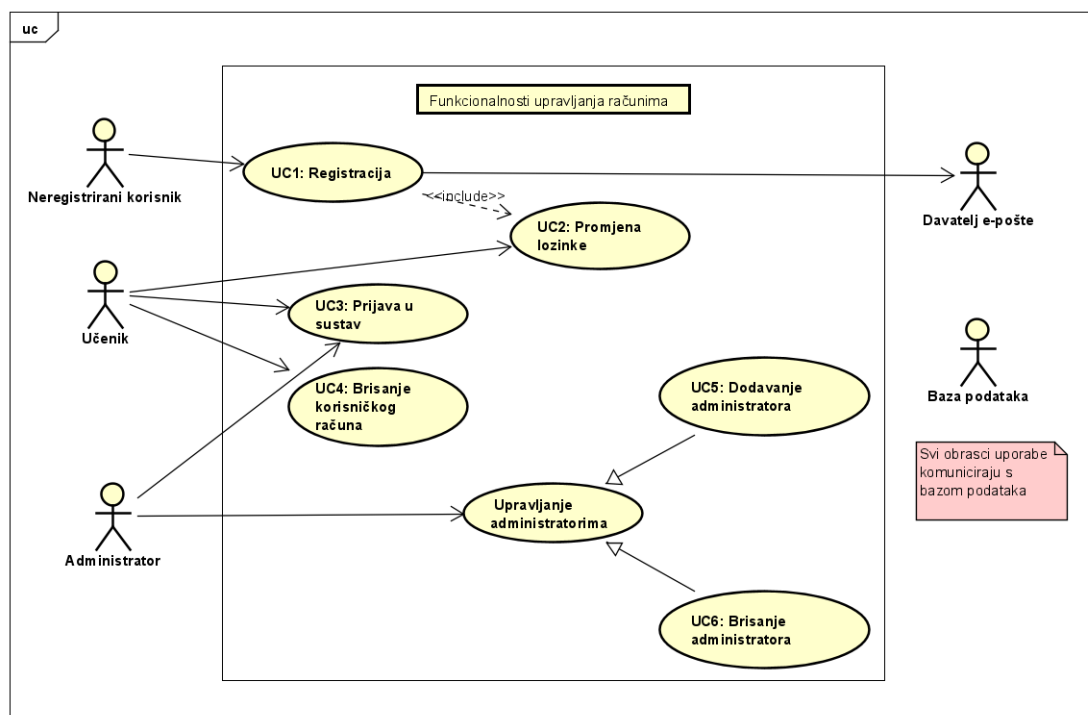 uc
Funkcionalnosti upravljanja računima
Neregistrirani korisnik
UC1: Registracija
<<include>>
UC2: Promjena
lozinke
Davatelj e-pošte
Učenik
UC3: Prijava u
sustav
UC4: Brisanje
korisničkog
računa
UC5: Dodavanje
administratora
Baza podataka
Svi obrasci uporabe
komuniciraju s
bazom podataka
Administrator
Upravljanje
administratorima
UC6: Brisanje
administratora